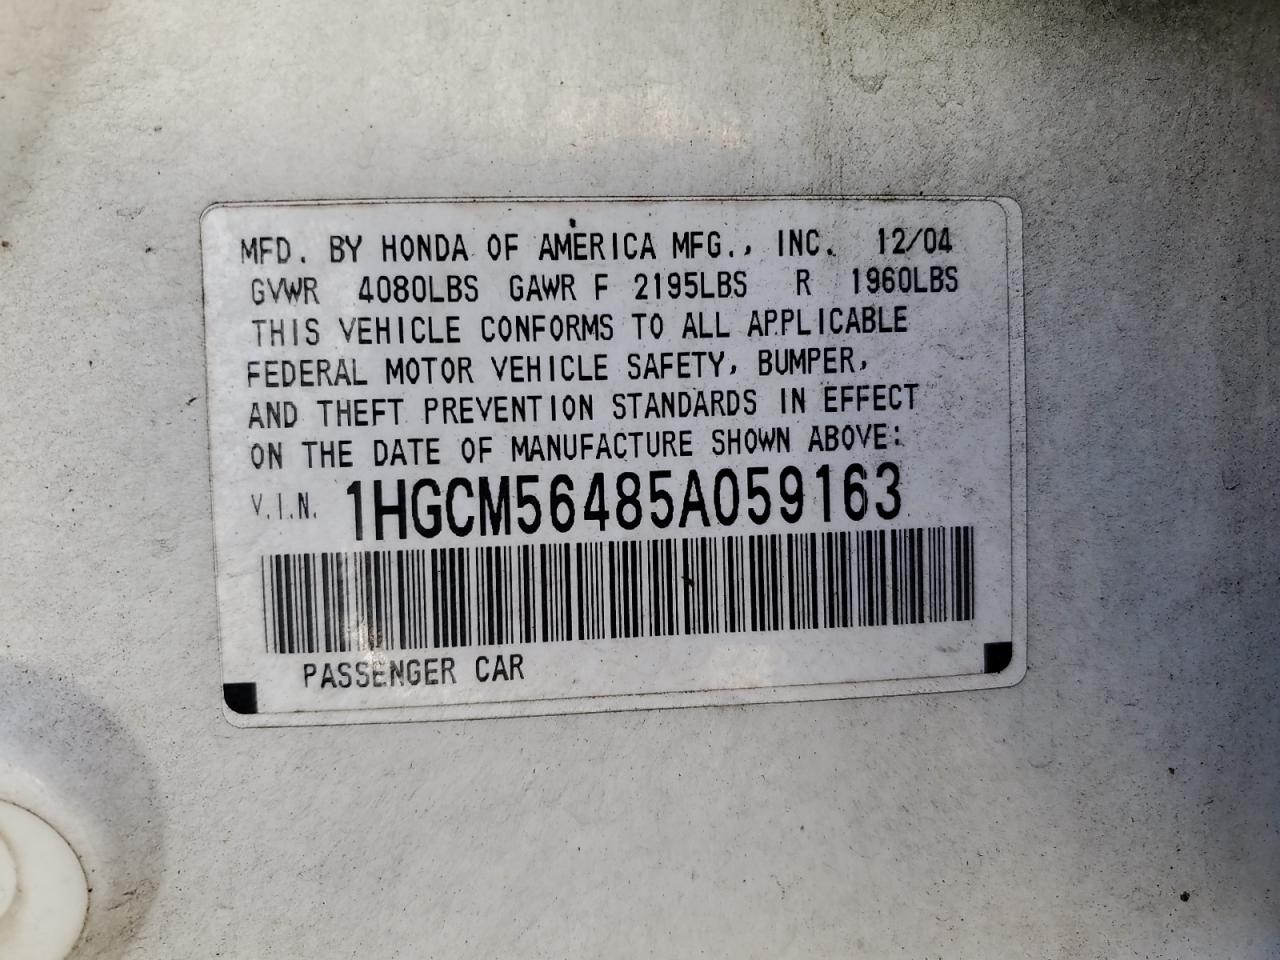 MFD. BY HONDA OF AMERICA MFG., INC. 12/04
GVWR 4080LBS GAWR F 2195LBS R 1960LBS
THIS VEHICLE CONFORMS TO ALL APPLICABLE
FEDERAL MOTOR VEHICLE SAFETY, BUMPER,
AND THEFT PREVENTION STANDARDS IN EFFECT
ON THE DATE OF MANUFACTURE SHOWN ABOVE:
V.I.N. 1HGCM56485A059163
PASSENGER CAR